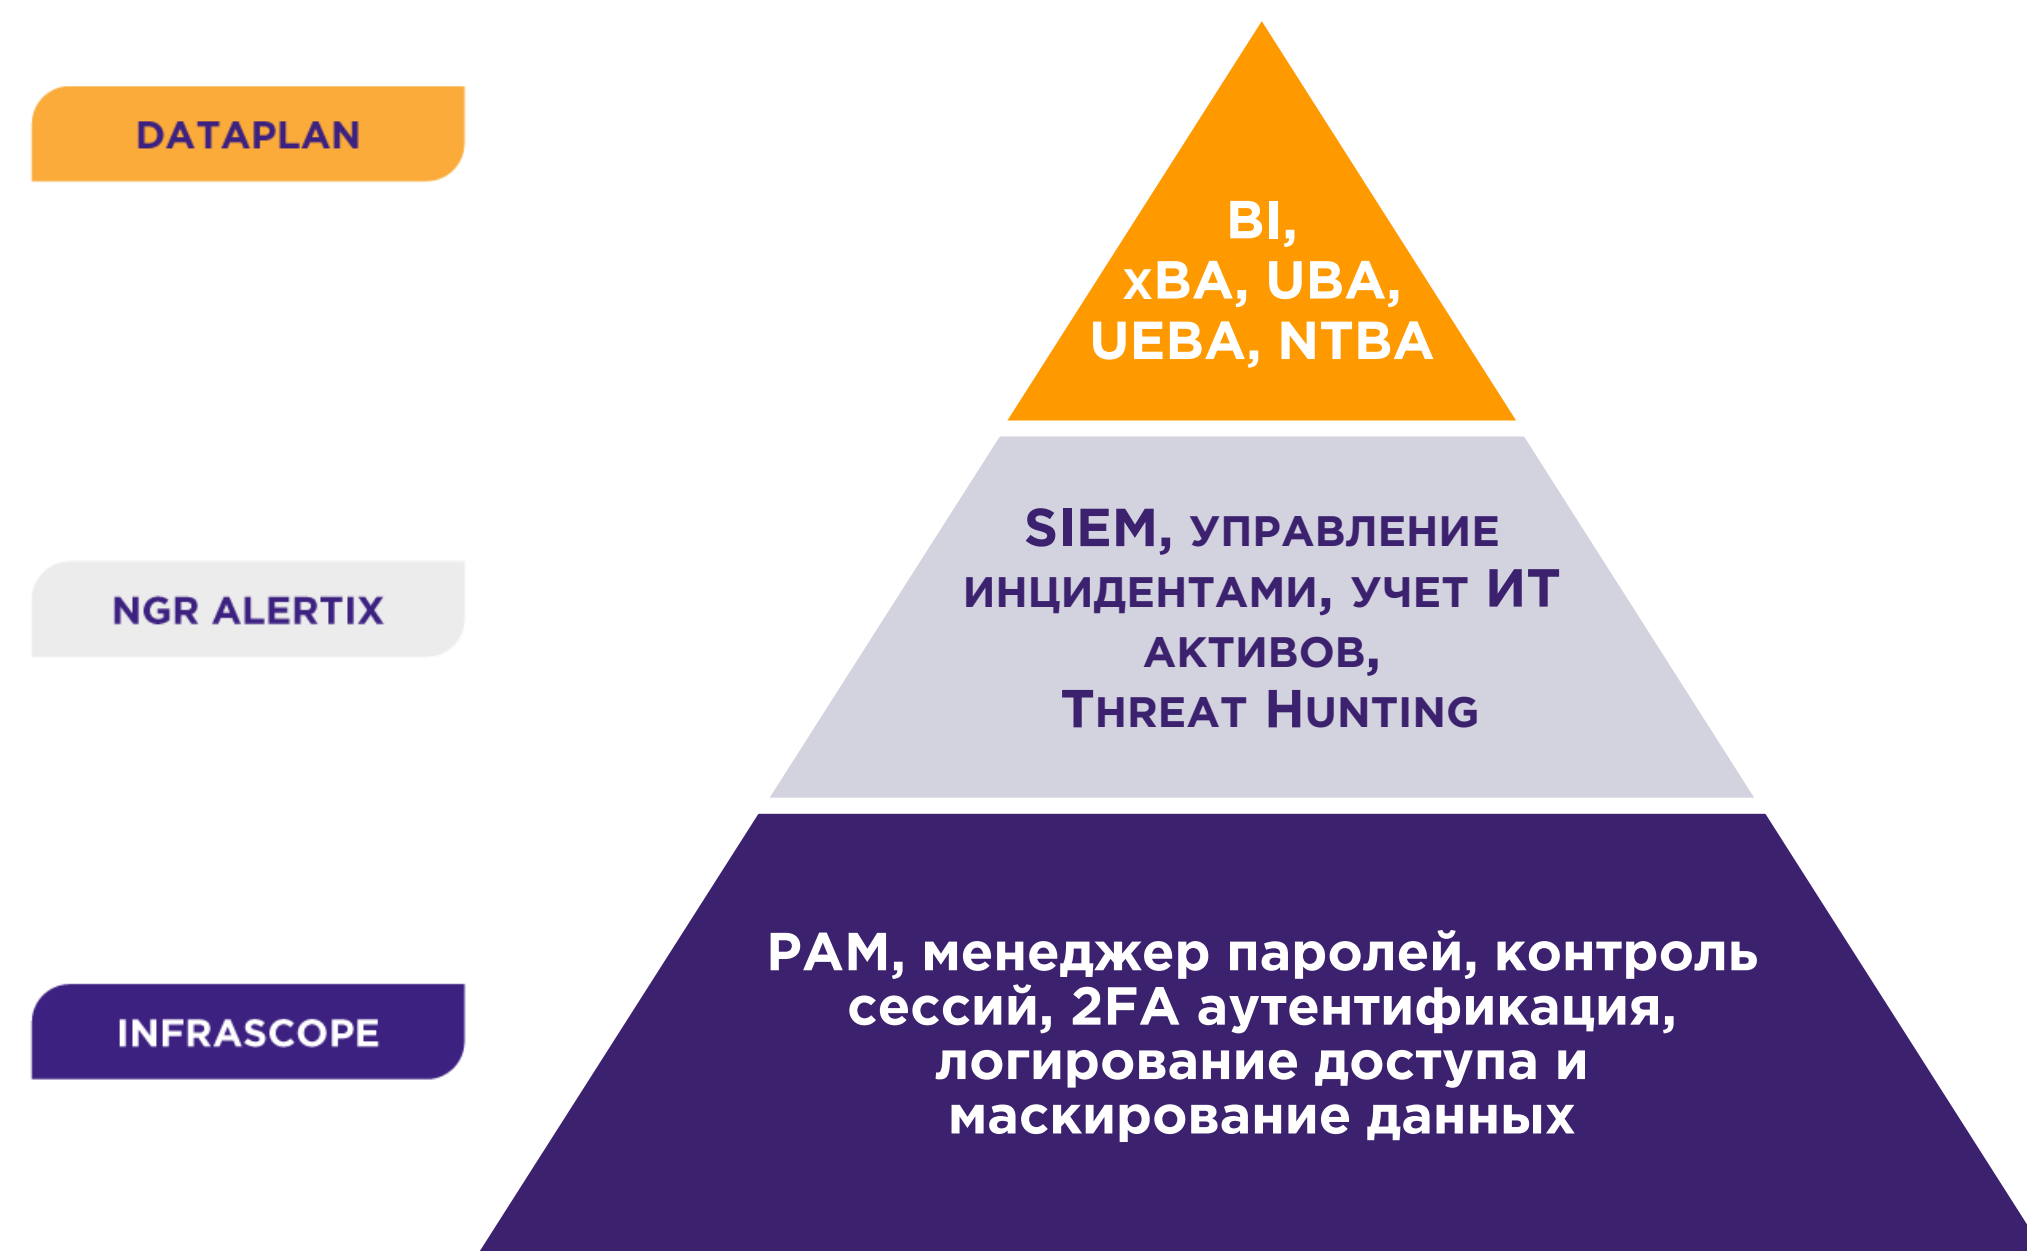 DATAPLAN
BI,
xBA, UBA,
UEBA, NTBA
NGR ALERTIX
SIEM, управление
инцидентами, учет ИТ
активов,
Threat Hunting
INFRASCOPE
PAM, менеджер паролей, контроль
сессий, 2FA аутентификация,
логирование доступа и
маскирование данных